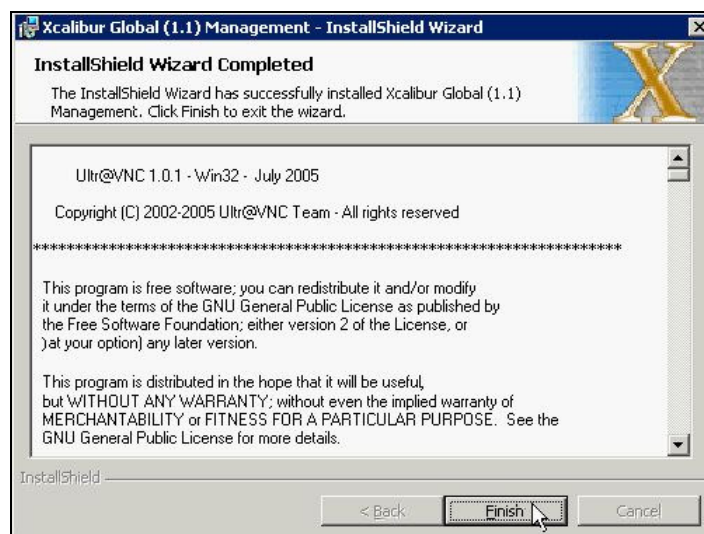 Xcalibur Global (1.1) Management - InstallShield Wizard
InstallShield Wizard Completed
The InstallShield Wizard has successfully installed Xcalibur Global (1.1)
Management. Click Finish to exit the wizard.
X
Ultr@VNC 1.0.1 - Win32 - July 2005
Copyright (C) 2002-2005 Ultr@VNC Team - All rights reserved
******************************************************************************
This program is free software; you can redistribute it and/or modify
it under the terms of the GNU General Public License as published by
the Free Software Foundation; either version 2 of the License, or
)at your option) any later version.
This program is distributed in the hope that it will be useful,
but WITHOUT ANY WARRANTY; without even the implied warranty of
MERCHANTABILITY or FITNESS FOR A PARTICULAR PURPOSE.  See the
GNU General Public License for more details.
InstallShield
< Back
Finish
Cancel